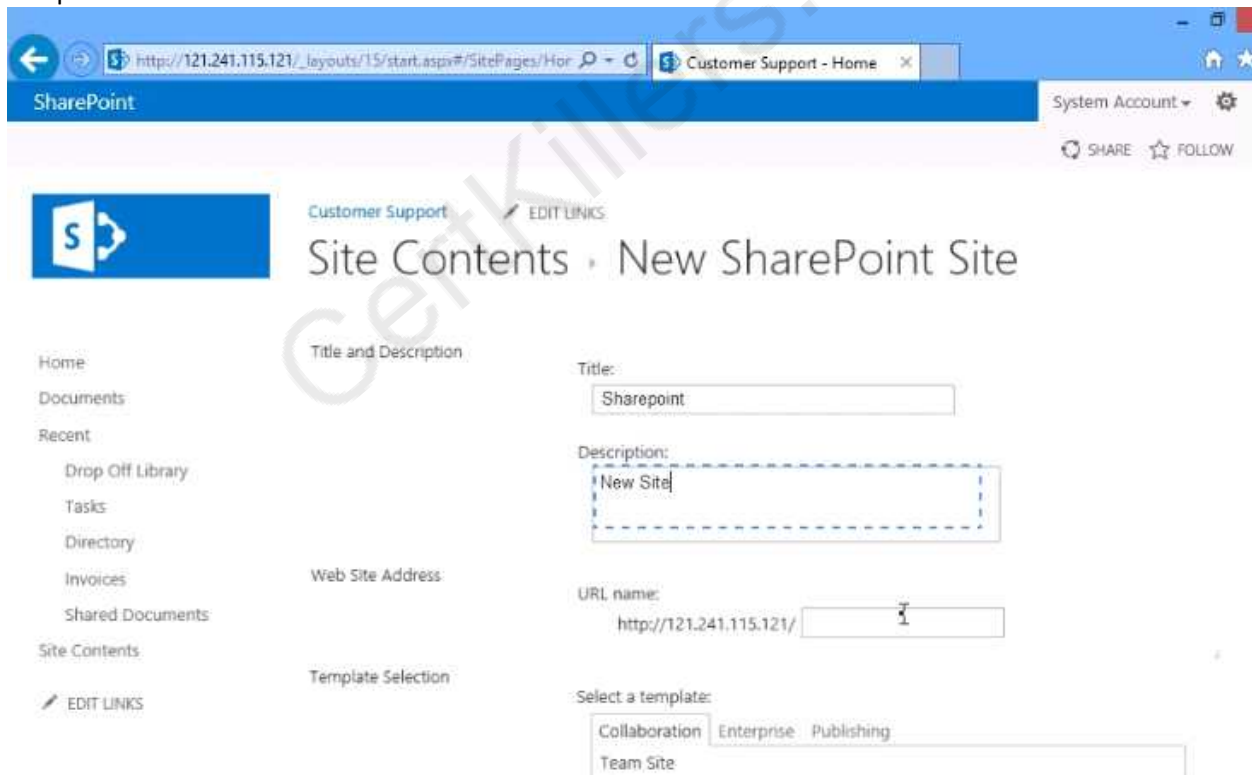 http://121.241.115.121/_layouts/15/start.aspx#/SitePages/Hor
Customer Support - Home
SharePoint
System Account
SHARE FOLLOW
S
Customer Support EDIT LINKS
Site Contents New SharePoint Site
Title and Description
Home
Title:
Documents
Sharepoint
Recent
Description:
Drop Off Library
New Site
Tasks
Directory
Invoices
Web Site Address
URL name:
Shared Documents
http://121.241.115.121/
Site Contents
Template Selection
EDIT LINKS
Select a template:
Collaboration Enterprise Publishing
Team Site
CertKillers.